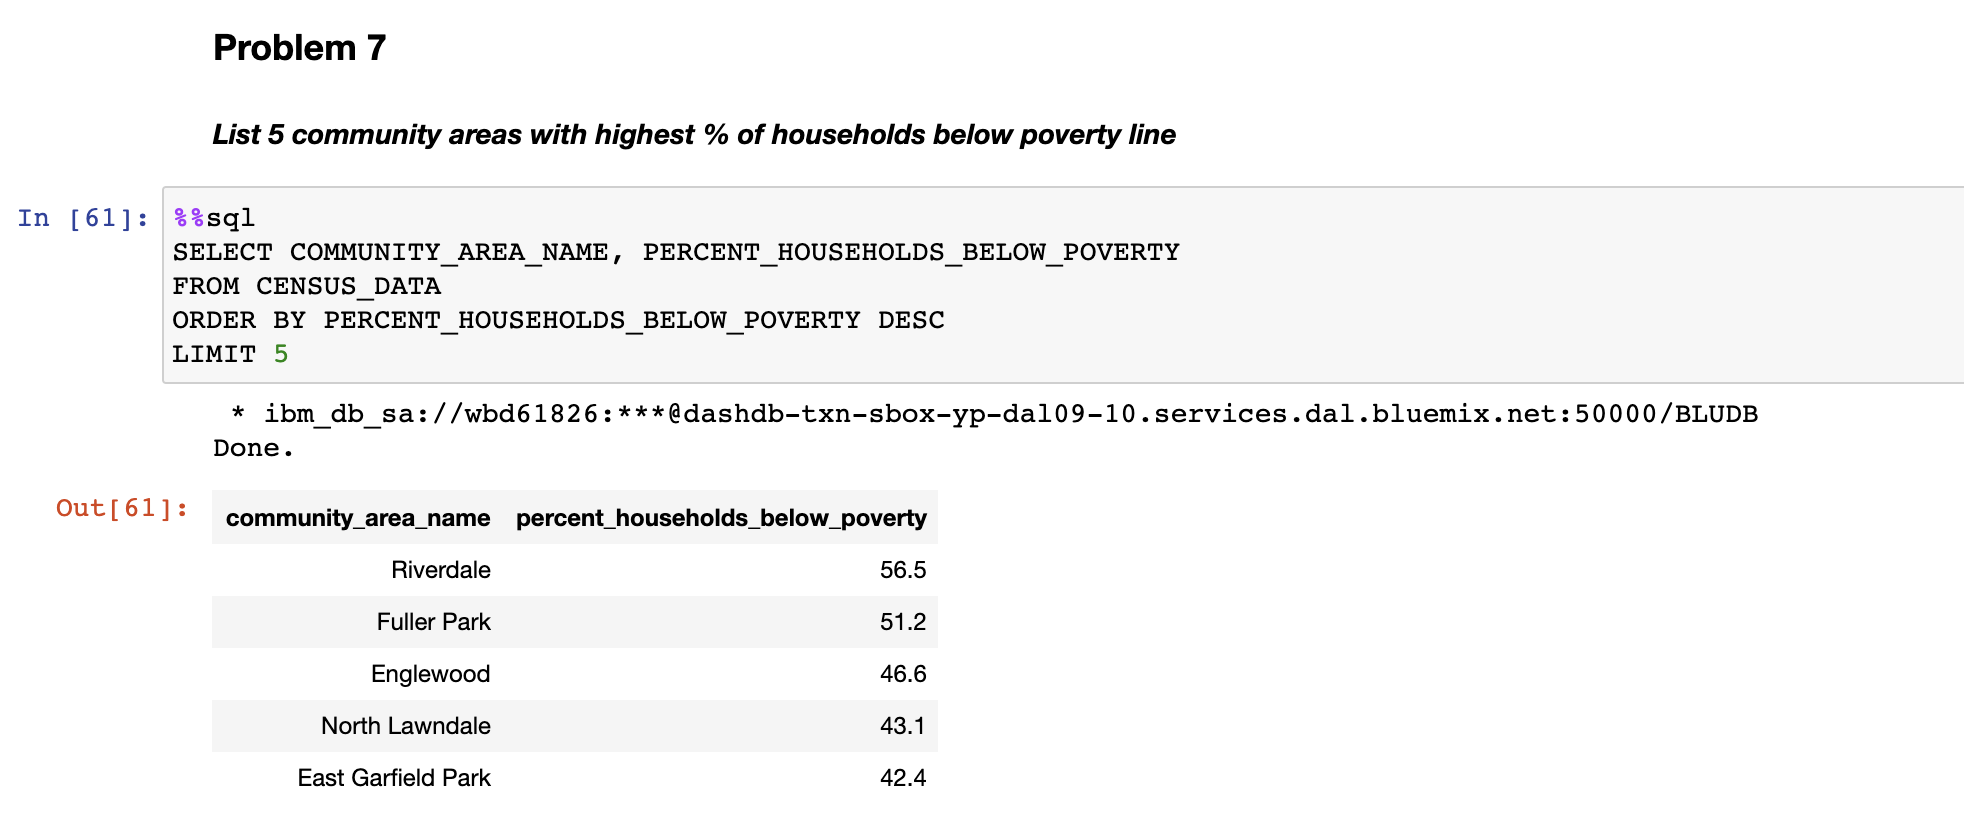 Problem 7
List 5 community areas with highest % of households below poverty line
In [61]:
%%sql
SELECT COMMUNITY_AREA_NAME, PERCENT_HOUSEHOLDS_BELOW_POVERTY
FROM CENSUS_DATA
ORDER BY PERCENT_HOUSEHOLDS_BELOW_POVERTY DESC
LIMIT 5
* ibm_db_sa://wbd61826:***@dashdb-txn-sbox-yp-dal09-10.services.dal.bluemix.net:50000/BLUDB
Done.
Out[61]:
community_area_name percent_households_below_poverty
Riverdale 56.5
Fuller Park 51.2
Englewood 46.6
North Lawndale 43.1
East Garfield Park 42.4